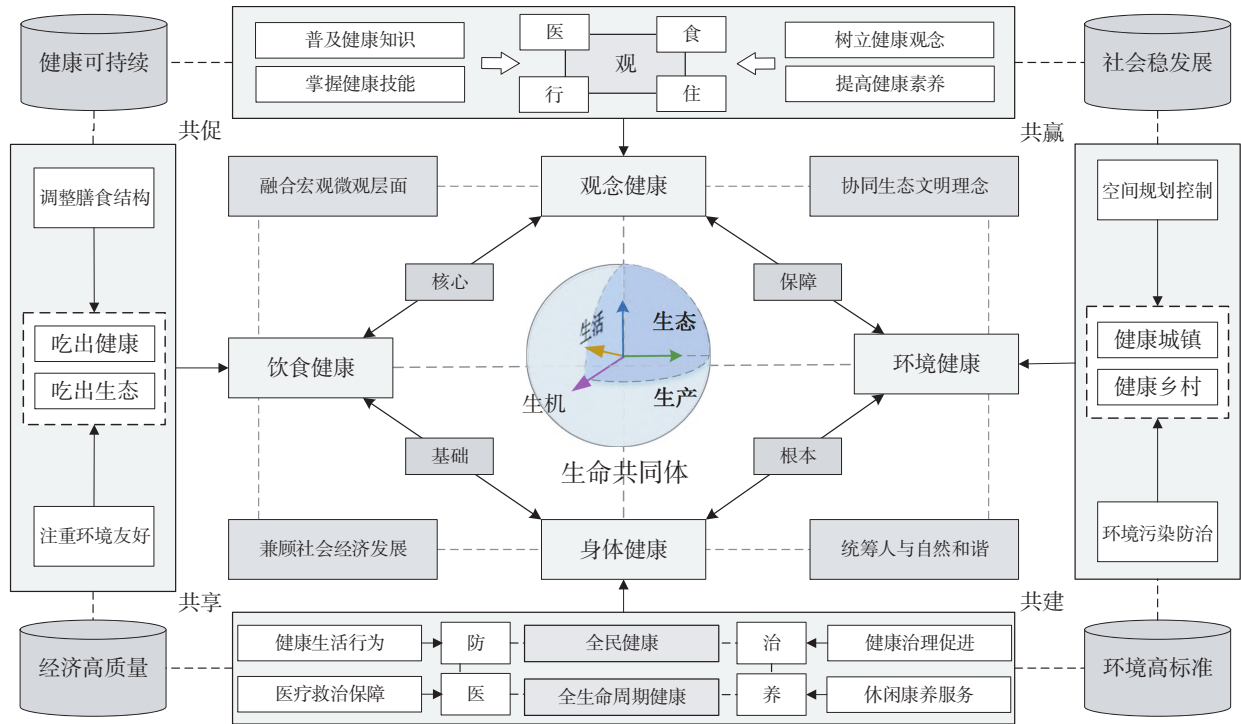 健康可持续
普及健康知识
掌握健康技能
医
食
观
行
住
树立健康观念
提高健康素养
社会稳发展
共促
共赢
调整膳食结构
吃出健康
吃出生态
注重环境友好
融合宏观微观层面
观念健康
协同生态文明理念
空间规划控制
健康城镇
健康乡村
环境污染防治
核心
保障
饮食健康
生活
生态
生机
生产
生命共同体
环境健康
基础
根本
兼顾社会经济发展
身体健康
统筹人与自然和谐
共享
共建
经济高质量
健康生活行为
防
全民健康
治
健康治理促进
医疗救治保障
医
全生命周期健康
养
休闲康养服务
环境高标准